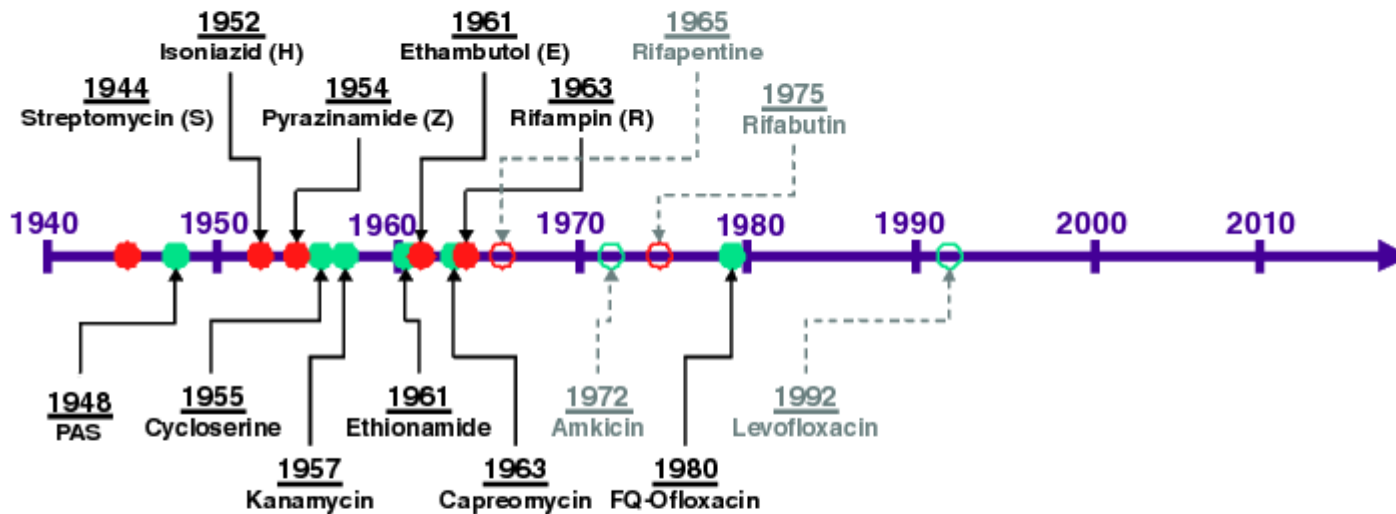 1952
Isoniazid (H)
1961
Ethambutol (E)
1965
Rifapentine
1944
Streptomycin (S)
1954
Pyrazinamide (Z)
1963
Rifampin (R)
1975
Rifabutin
1940
1950
1960
1970
1980
1990
2000
2010
1948
PAS
1955
Cycloserine
1961
Ethionamide
1972
Amkicin
1992
Levofloxacin
1957
Kanamycin
1963
Capreomycin
1980
FQ-Ofloxacin